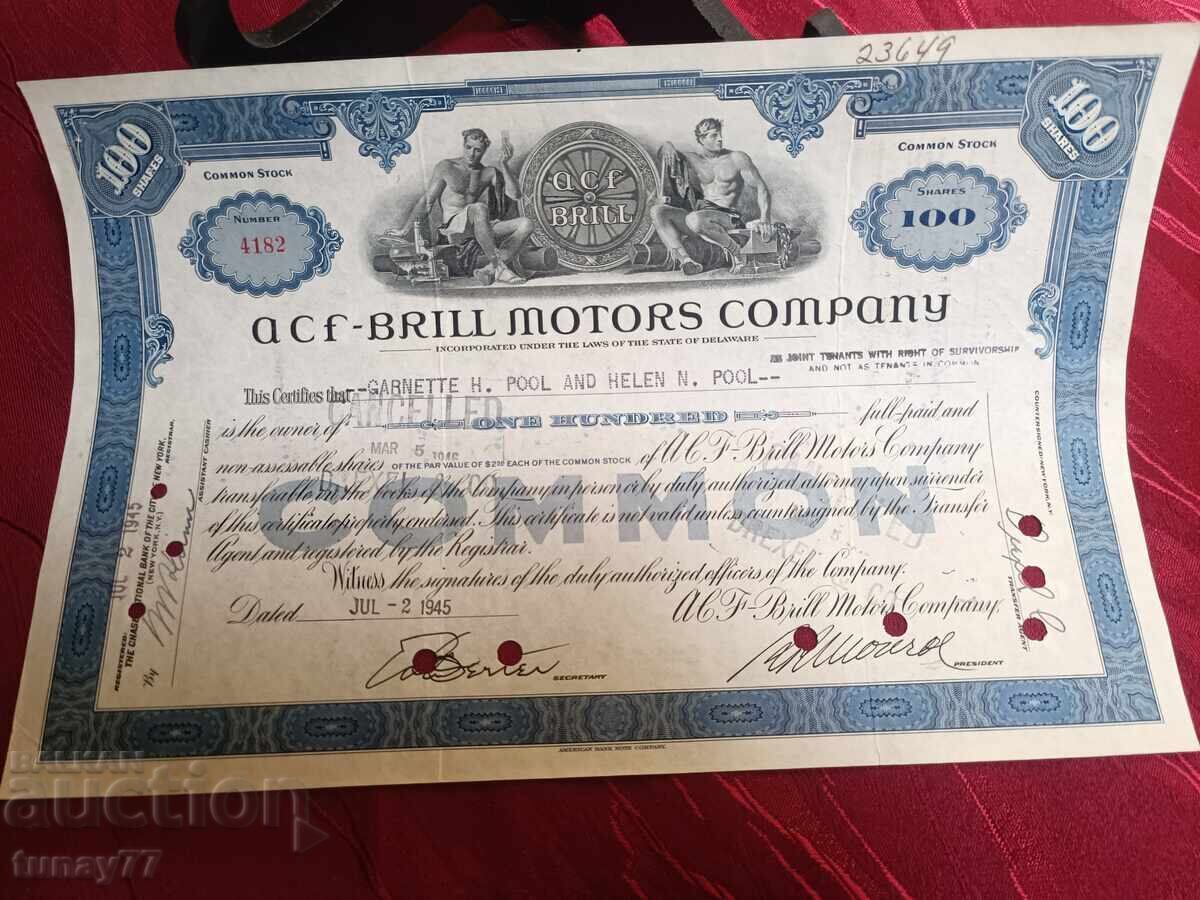 23649
100
SHARES
100
SHARES
COMMON STOCK
COMMON STOCK
NUMBER
4182
acf
BRILL
SHARES
100
acf-BRILL MOTORS COMPANY
INCORPORATED UNDER THE LAWS OF THE STATE OF DELAWARE
AS JOINT TENANTS WITH RIGHT OF SURVIVORSHIP
AND NOT AS TENANTS IN COMMON
This Certifies that --GARNETTE H. POOL AND HELEN N. POOL--
CANCELLED
is the owner of ONE HUNDRED full-paid and
MAR 5 1946
non-assessable shares OF THE PAR VALUE OF $2.50 EACH OF THE COMMON STOCK of A C F-Brill Motors Company
transferable on the books of the Company in person or by duly authorized attorney upon surrender
COMMON
of this certificate properly endorsed. This certificate is not valid unless countersigned by the Transfer
Agent, and registered by the Registrar.
Witness the signatures of the duly authorized officers of the Company.
Dated JUL - 2 1945
A C F-Brill Motors Company,
SECRETARY
PRESIDENT
REGISTERED: JUL 2 1945
THE CHASE NATIONAL BANK OF THE CITY OF NEW YORK,
(NEW YORK, N.Y.) REGISTRAR,
By
ASSISTANT CASHIER
COUNTERSIGNED-NEW YORK, N.Y.
TRANSFER AGENT
AMERICAN BANK NOTE COMPANY.
BALKAN
auction
tunay77